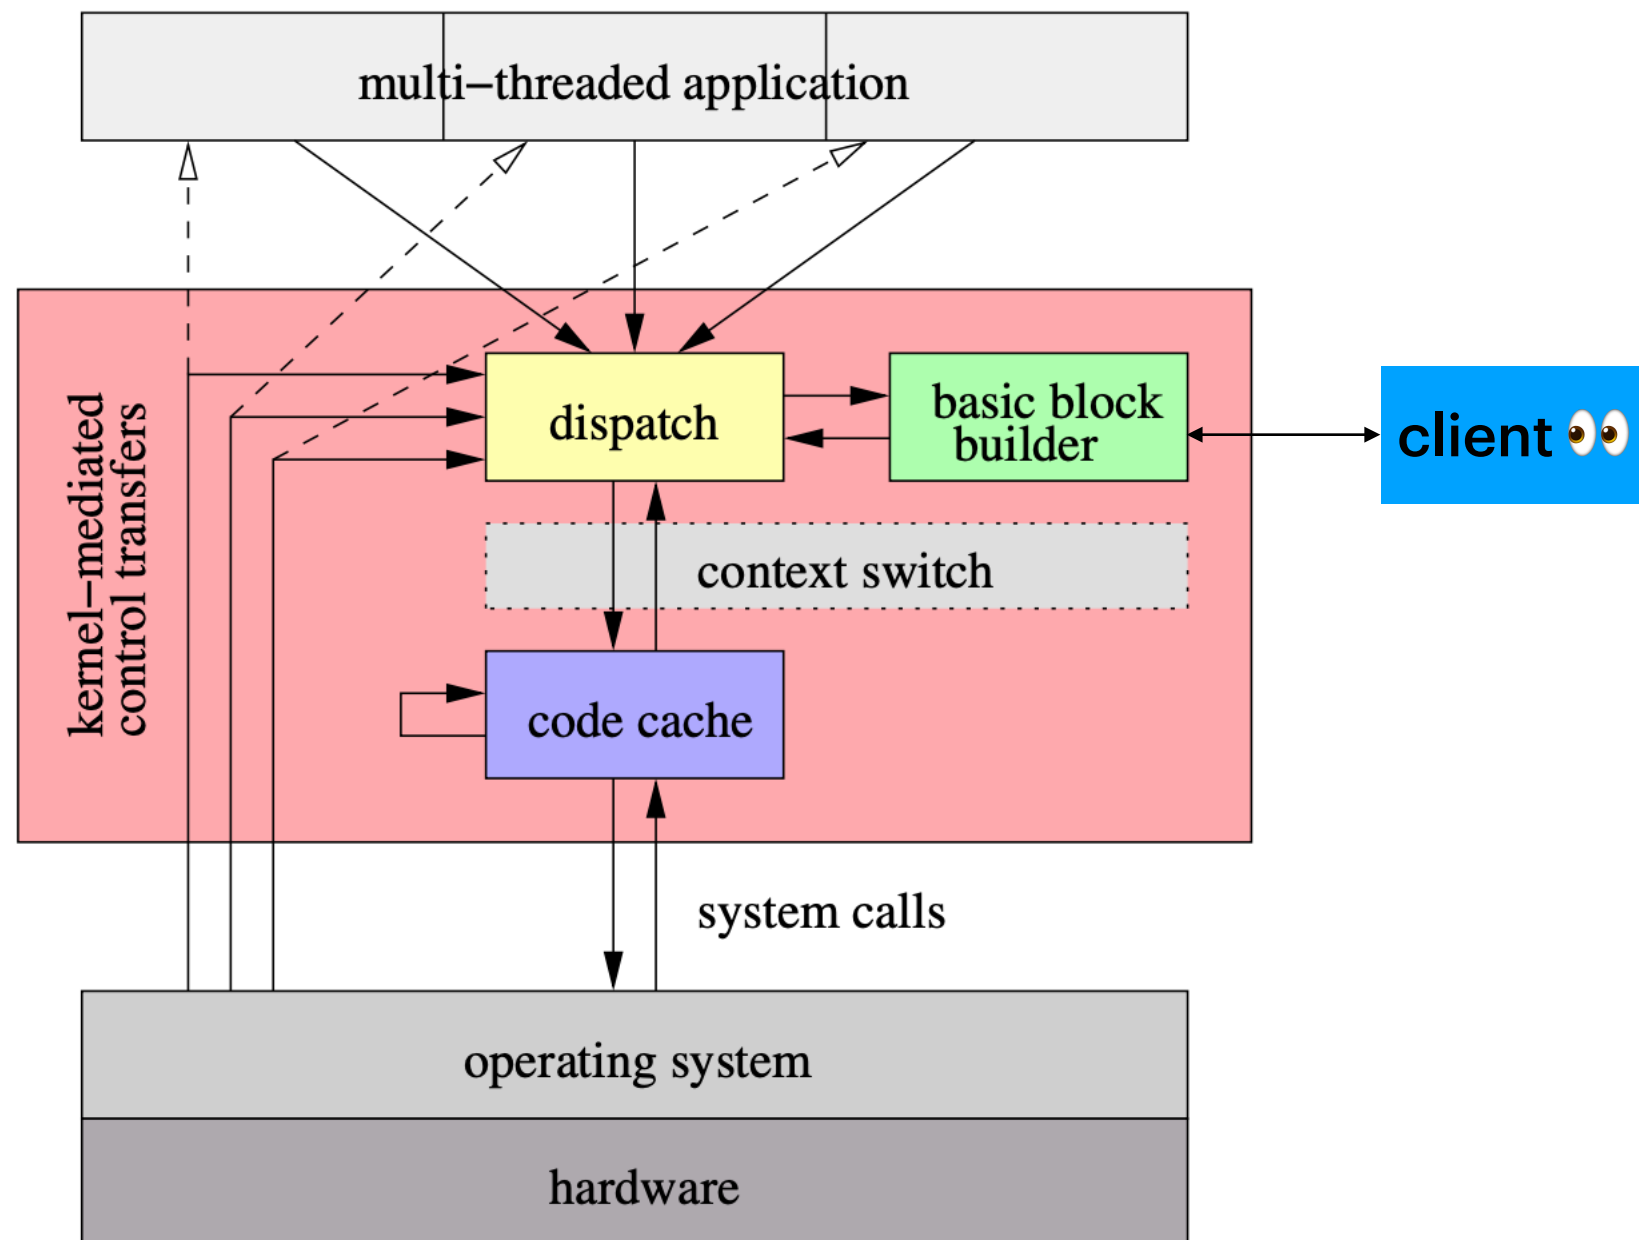 multi–threaded application
kernel–mediated
control transfers
dispatch
basic block
builder
client 👀
context switch
code cache
system calls
operating system
hardware